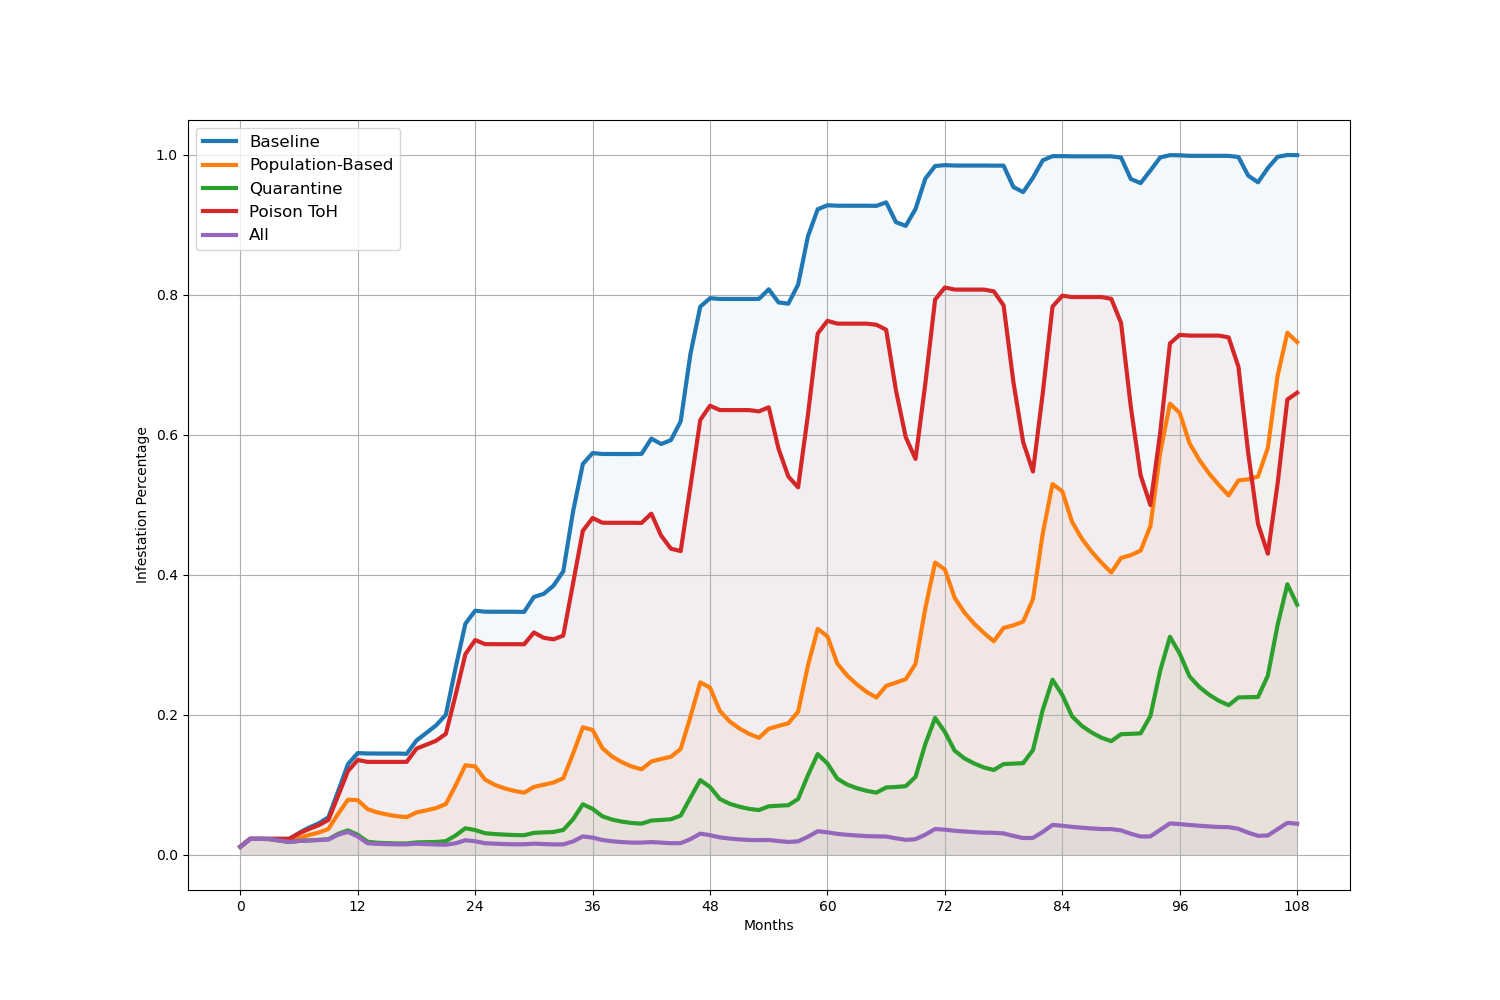 Baseline
Population-Based
Quarantine
Poison ToH
All
1.0
0.8
0.6
0.4
0.2
0.0
Infestation Percentage
0 12 24 36 48 60 72 84 96 108
Months